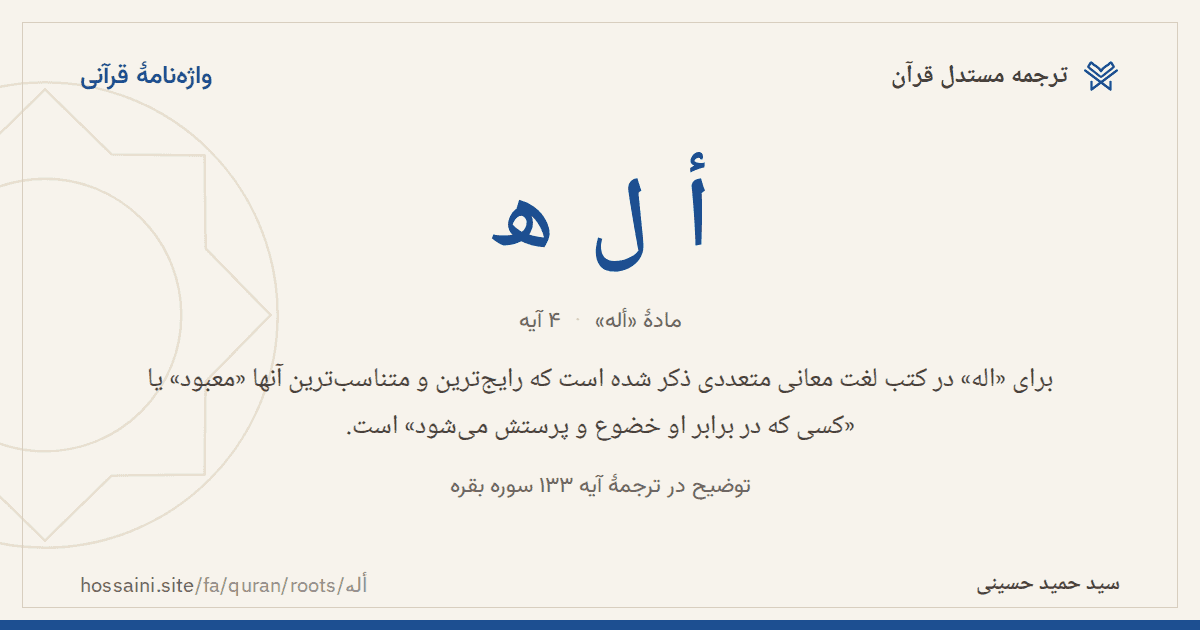 ترجمه مستدل قرآن
واژه‌نامهٔ قرآنی
أ ل ه‍
مادهٔ «أله» · ۴ آیه
برای «اله» در کتب لغت معانی متعددی ذکر شده است که رایج‌ترین و متناسب‌ترین آنها «معبود» یا
«کسی که در برابر او خضوع و پرستش می‌شود» است.
توضیح در ترجمهٔ آیه ۱۳۳ سوره بقره
سید حمید حسینی
hossaini.site/fa/quran/roots/أله